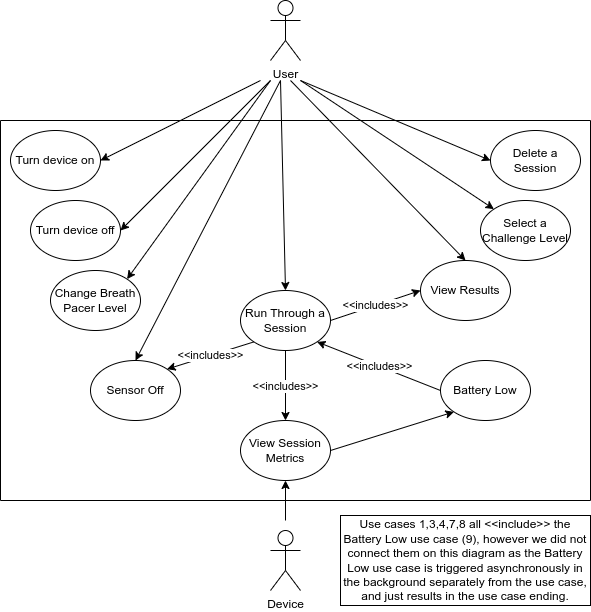 User
Turn device on
Delete a
Session
Turn device off
Select a
Challenge Level
Change Breath
Pacer Level
View Results
<<includes>>
Run Through a
Session
<<includes>>
<<includes>>
<<includes>>
Sensor Off
Battery Low
View Session
Metrics
Use cases 1,3,4,7,8 all <<include>> the
Battery Low use case (9), however we did not
connect them on this diagram as the Battery
Low use case is triggered asynchronously in
the background separately from the use case,
and just results in the use case ending.
Device